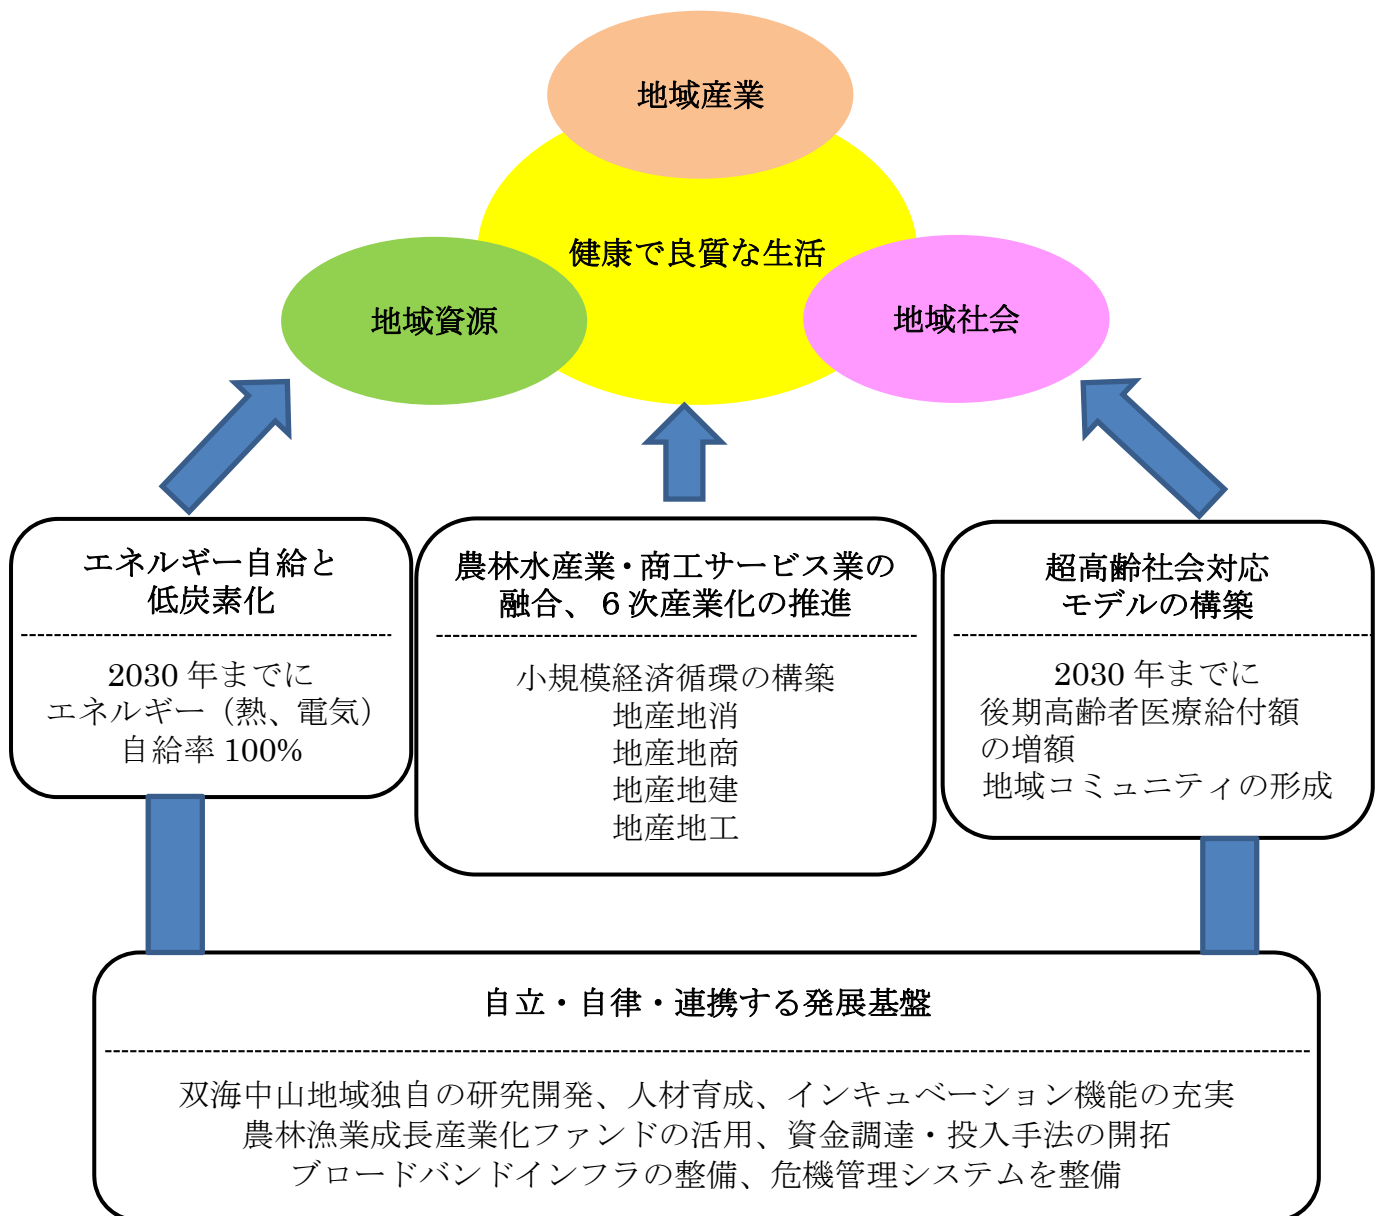 地域産業
健康で良質な生活
地域資源
地域社会
エネルギー自給と
低炭素化
2030 年までに
エネルギー（熱、電気）
自給率 100%
農林水産業・商工サービス業の
融合、６次産業化の推進
小規模経済循環の構築
地産地消
地産地商
地産地建
地産地工
超高齢社会対応
モデルの構築
2030 年までに
後期高齢者医療給付額
の増額
地域コミュニティの形成
自立・自律・連携する発展基盤
双海中山地域独自の研究開発、人材育成、インキュベーション機能の充実
農林漁業成長産業化ファンドの活用、資金調達・投入手法の開拓
ブロードバンドインフラの整備、危機管理システムを整備